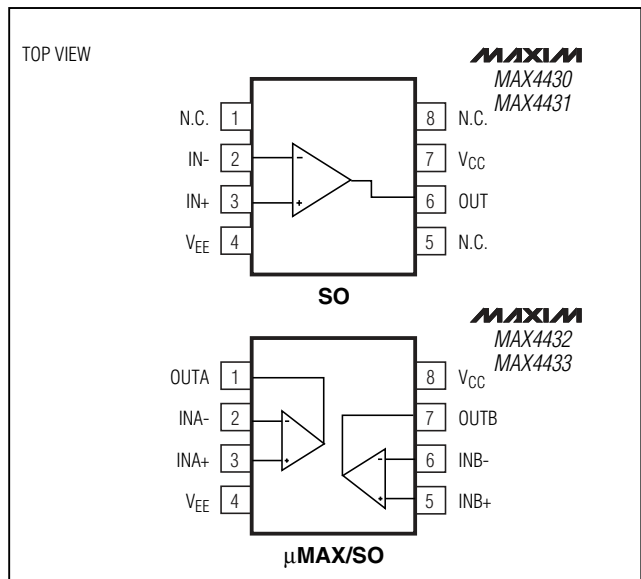 TOP VIEW
MAXIM
MAX4430
MAX4431
N.C. 1 8 N.C.
IN- 2 - 7 VCC
IN+ 3 + 6 OUT
VEE 4 5 N.C.
SO
MAXIM
MAX4432
MAX4433
OUTA 1 8 VCC
INA- 2 - 7 OUTB
INA+ 3 + - 6 INB-
VEE 4 + 5 INB+
µMAX/SO